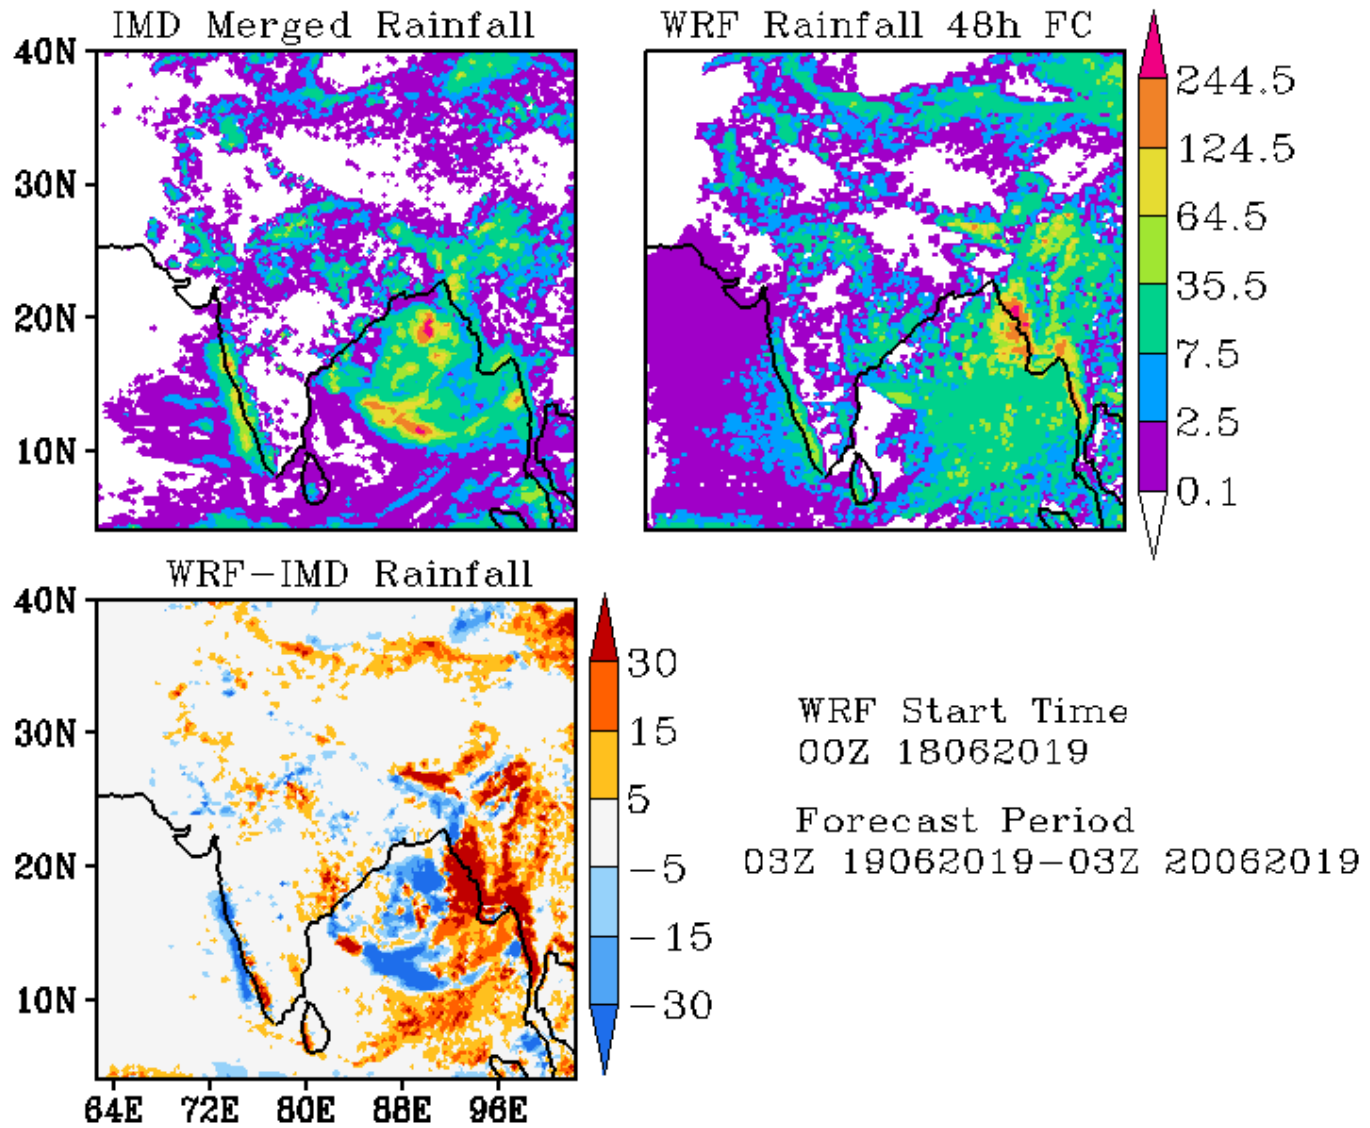 IMD Merged Rainfall
WRF Rainfall 48h FC
40N
30N
20N
10N
244.5
124.5
64.5
35.5
7.5
2.5
0.1
WRF-IMD Rainfall
40N
30N
20N
10N
64E 72E 80E 88E 96E
30
15
5
-5
-15
-30
WRF Start Time
00Z 18062019
Forecast Period
03Z 19062019-03Z 20062019